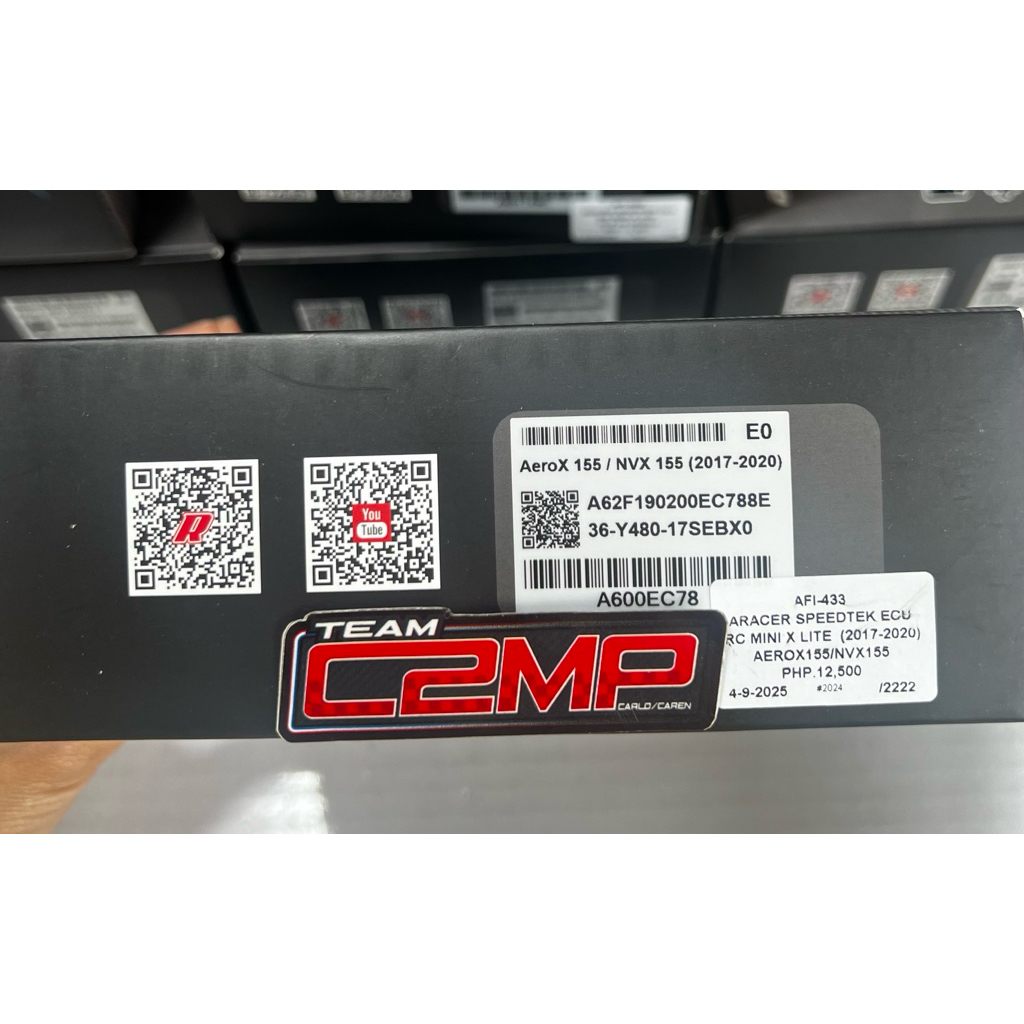 E0
AeroX 155 / NVX 155 (2017-2020)
A62F190200EC788E
36-Y480-17SEBX0
A600EC78
R
You
Tube
TEAM
C2MP
CARLO/CAREN
AFI-433
ARACER SPEEDTEK ECU
RC MINI X LITE (2017-2020)
AEROX155/NVX155
PHP.12,500
4-9-2025 #2024 /2222